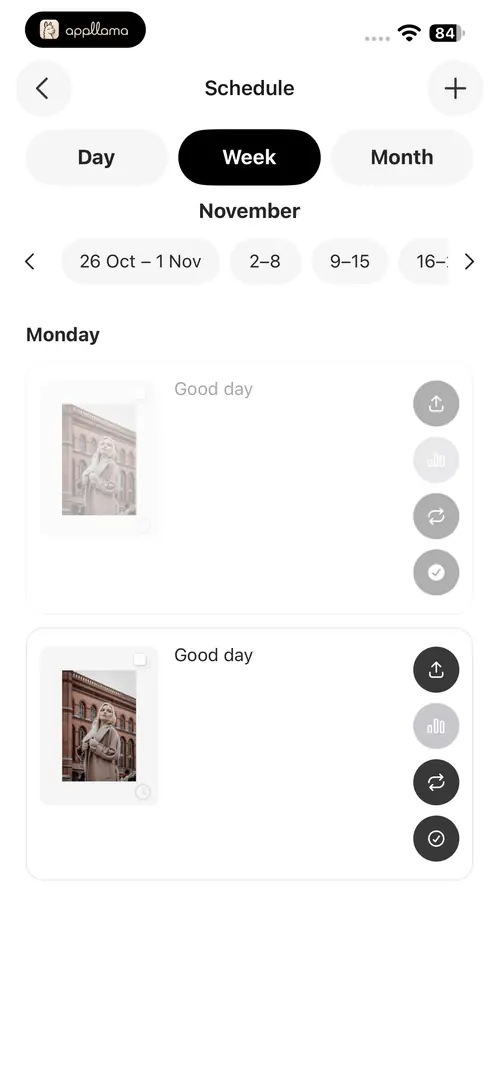 appllama
84
Schedule
Day Week Month
November
26 Oct – 1 Nov 2–8 9–15 16–
Monday
Good day
Good day